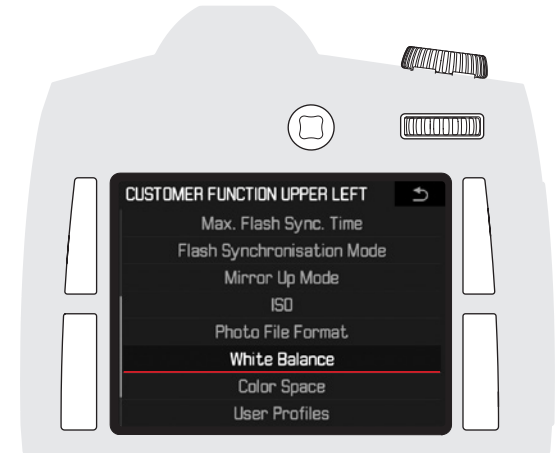 CUSTOMER FUNCTION UPPER LEFT
Max. Flash Sync. Time
Flash Synchronisation Mode
Mirror Up Mode
ISO
Photo File Format
White Balance
Color Space
User Profiles